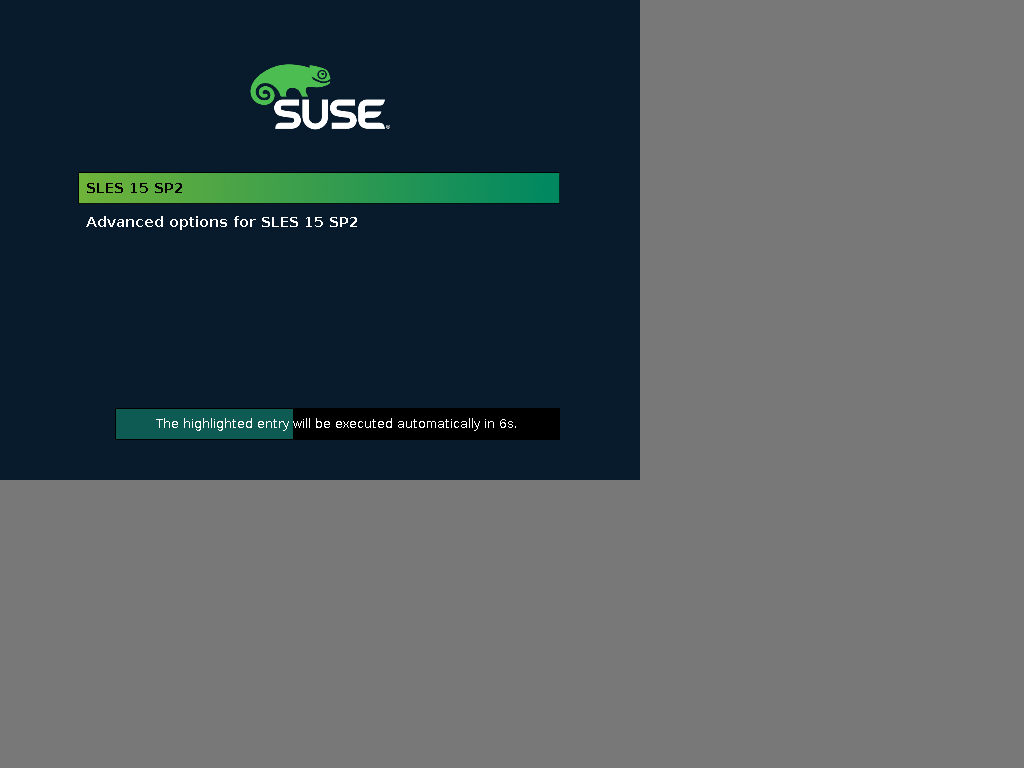 SUSE
SLES 15 SP2
Advanced options for SLES 15 SP2
The highlighted entry will be executed automatically in 6s.